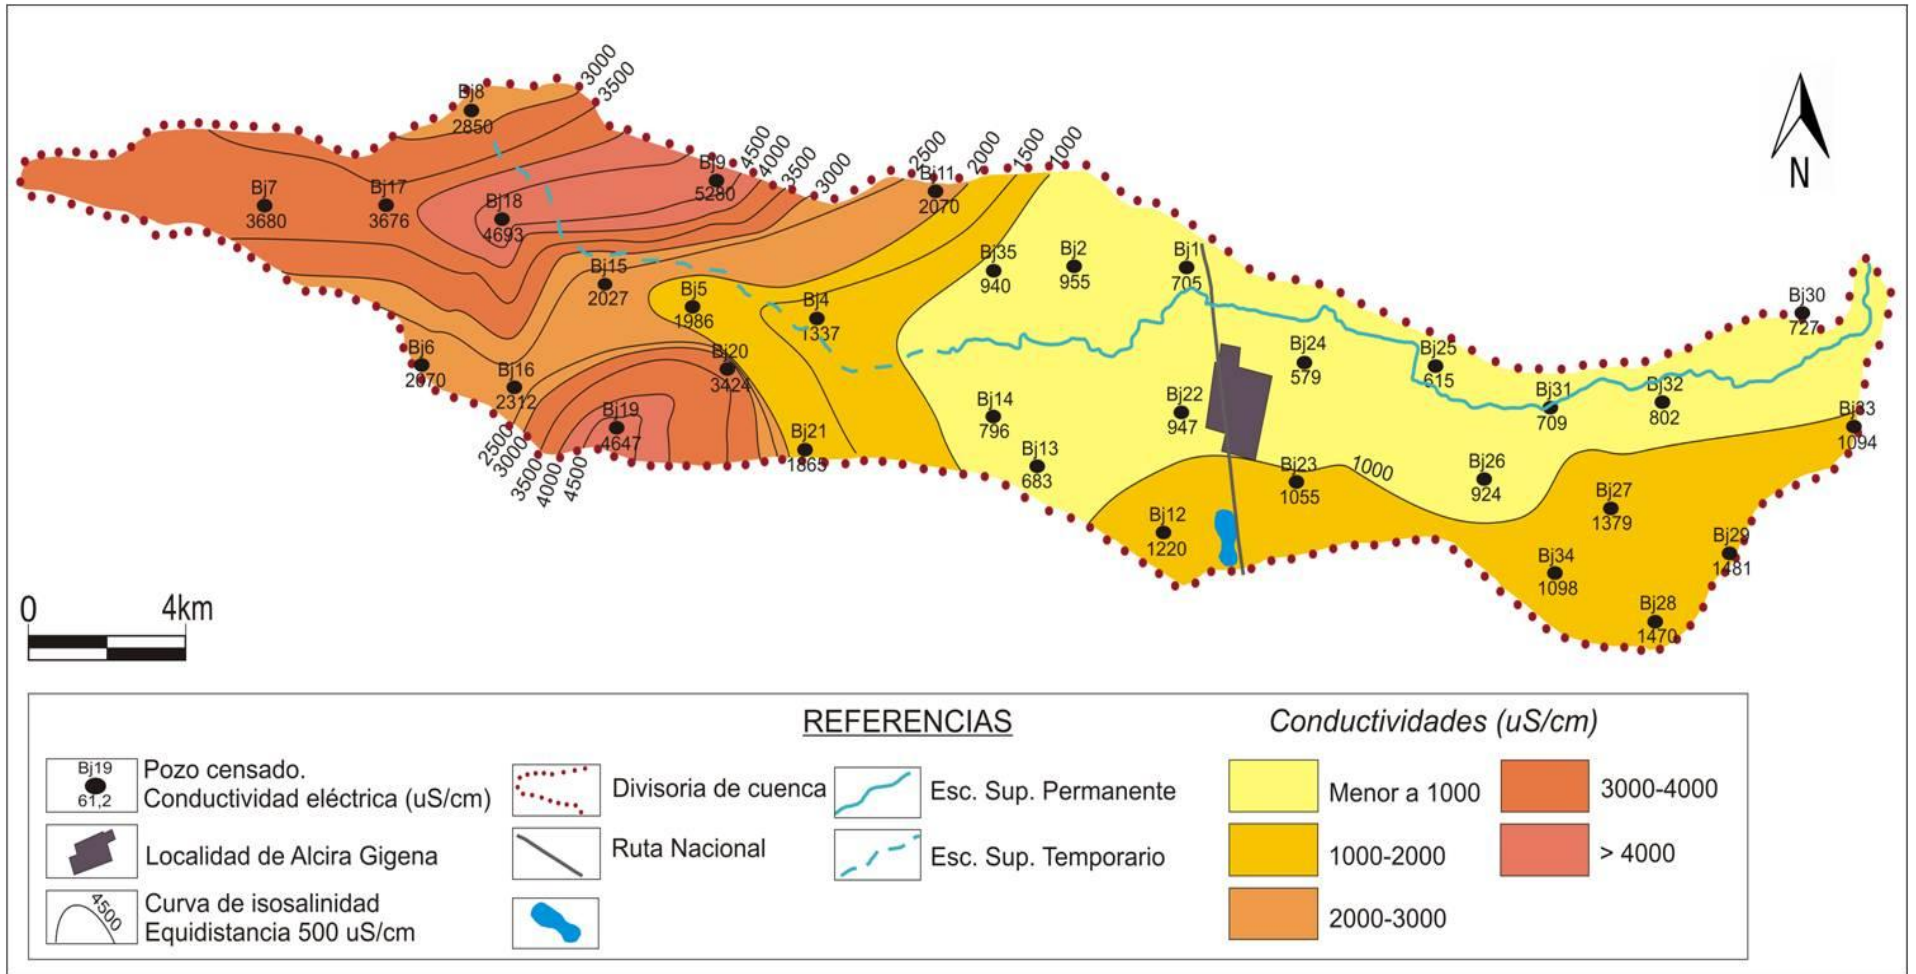 3000
3500
Bj8
2850
4500
4000
3500
3000
2500
2000
1500
1000
N
Bj9
5280
Bj7
3680
Bj17
3676
Bj18
4693
Bj11
2070
Bj35
940
Bj2
955
Bj1
705
Bj15
2027
Bj5
1986
Bj4
1337
Bj30
727
Bj6
2070
Bj16
2312
Bj20
3424
Bj24
579
Bj25
615
Bj31
709
Bj32
802
Bj19
4647
Bj21
1865
Bj14
796
Bj22
947
Bj33
1094
2500
3000
3500
4000
4500
Bj13
683
Bj23
1055
1000
Bj26
924
Bj27
1379
Bj12
1220
Bj34
1098
Bj29
1481
Bj28
1470
0 4km
REFERENCIAS
Conductividades (uS/cm)
Bj19
61,2
Pozo censado.
Conductividad eléctrica (uS/cm)
Divisoria de cuenca
Esc. Sup. Permanente
Menor a 1000
3000-4000
Localidad de Alcira Gigena
Ruta Nacional
Esc. Sup. Temporario
1000-2000
> 4000
4500
Curva de isosalinidad
Equidistancia 500 uS/cm
2000-3000